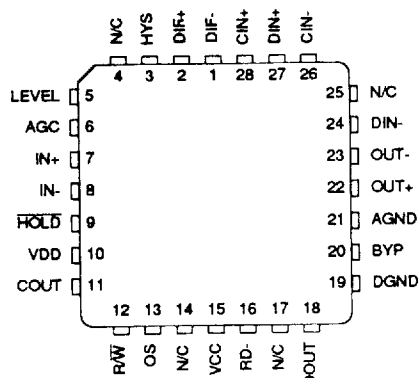 N/C HYS DIF+ DIF- CIN+ DIN+ CIN-
4 3 2 1 28 27 26
LEVEL 5
AGC 6
IN+ 7
IN- 8
HOLD 9
VDD 10
COUT 11
25 N/C
24 DIN-
23 OUT-
22 OUT+
21 AGND
20 BYP
19 DGND
12 13 14 15 16 17 18
R/W OS N/C VCC RD- N/C DOUT